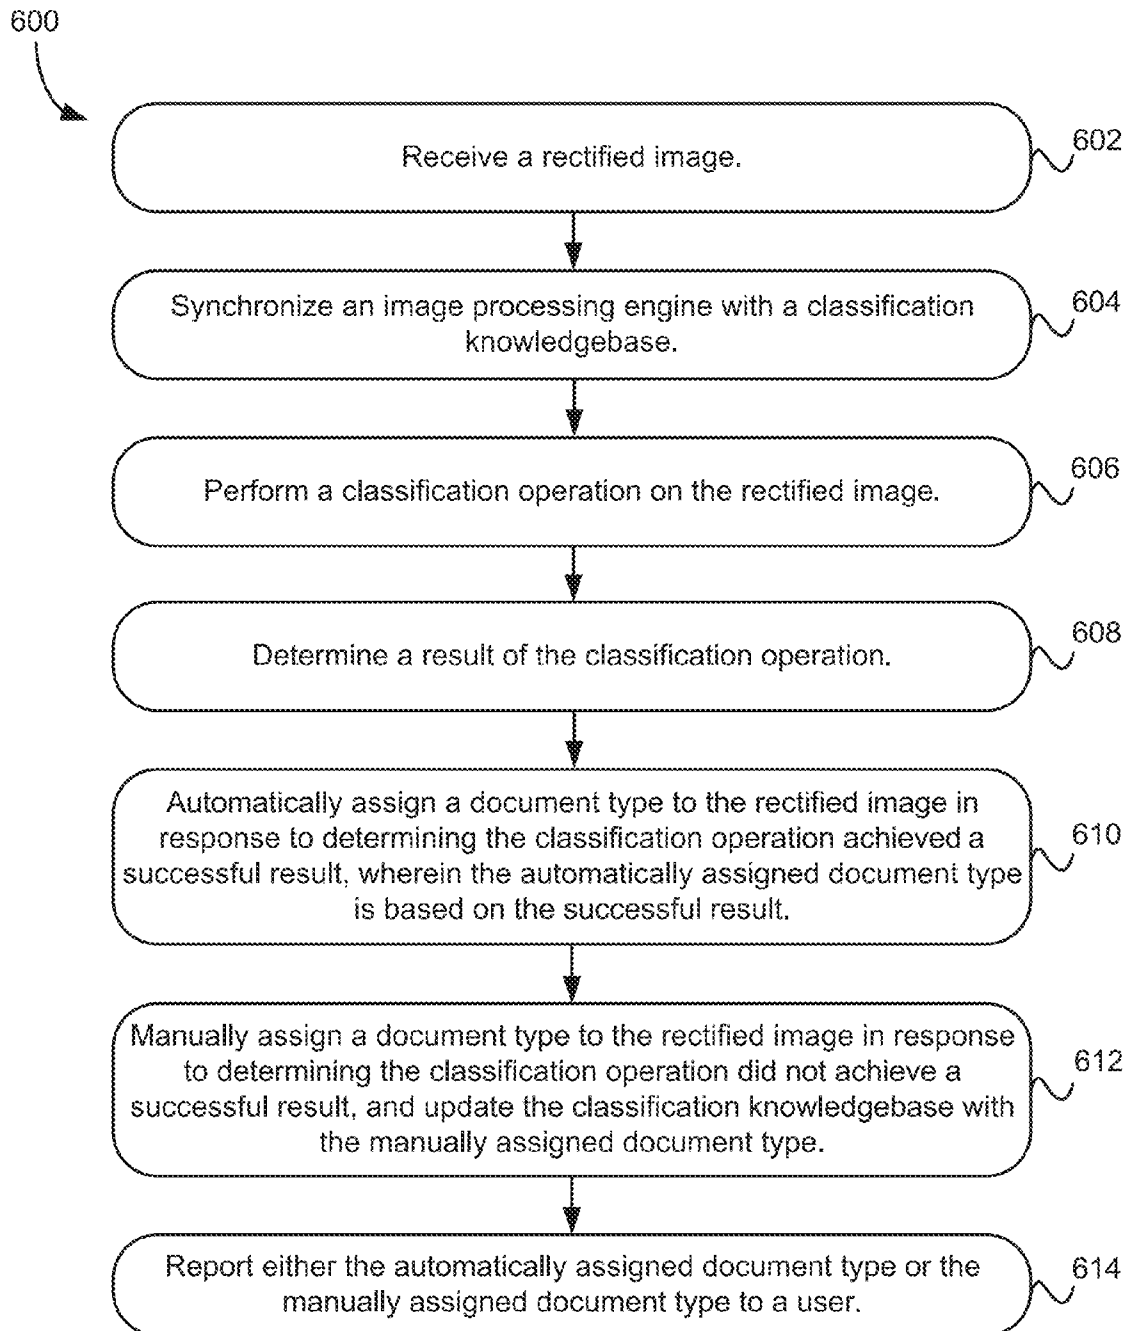 600
Receive a rectified image.
602
Synchronize an image processing engine with a classification
knowledgebase.
604
Perform a classification operation on the rectified image.
606
Determine a result of the classification operation.
608
Automatically assign a document type to the rectified image in
response to determining the classification operation achieved a
successful result, wherein the automatically assigned document type
is based on the successful result.
610
Manually assign a document type to the rectified image in response
to determining the classification operation did not achieve a
successful result, and update the classification knowledgebase with
the manually assigned document type.
612
Report either the automatically assigned document type or the
manually assigned document type to a user.
614